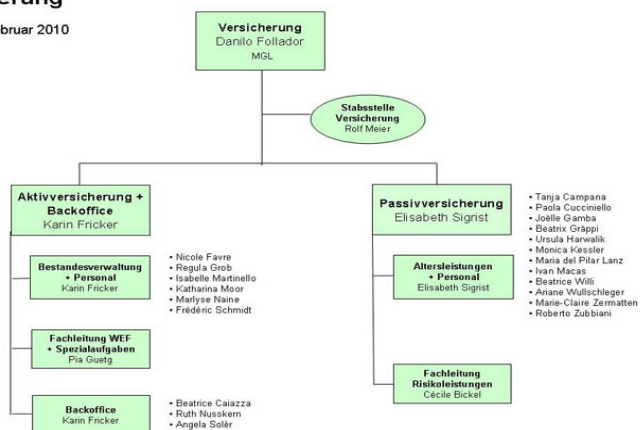 erung
bruar 2010
Versicherung
Danilo Follador
MGL
Stabsstelle
Versicherung
Rolf Meier
Aktivversicherung +
Backoffice
Karin Fricker
Bestandesverwaltung
+ Personal
Karin Fricker
• Nicole Favre
• Regula Grob
• Isabelle Martinello
• Katharina Moor
• Marlyse Naine
• Frédéric Schmidt
Fachleitung WEF
+ Spezialaufgaben
Pia Guetg
Backoffice
Karin Fricker
• Beatrice Caiazza
• Ruth Nusskern
• Angela Solèr
Passivversicherung
Elisabeth Sigrist
Altersleistungen
+ Personal
Elisabeth Sigrist
• Tanja Campana
• Paola Cucciniello
• Joëlle Gamba
• Beatrix Gräppi
• Ursula Harwalik
• Monica Kessler
• Maria del Pilar Lanz
• Ivan Macas
• Beatrice Willi
• Ariane Wullschleger
• Marie-Claire Zermatten
• Roberto Zubbiani
Fachleitung
Risikoleistungen
Cécile Bickel